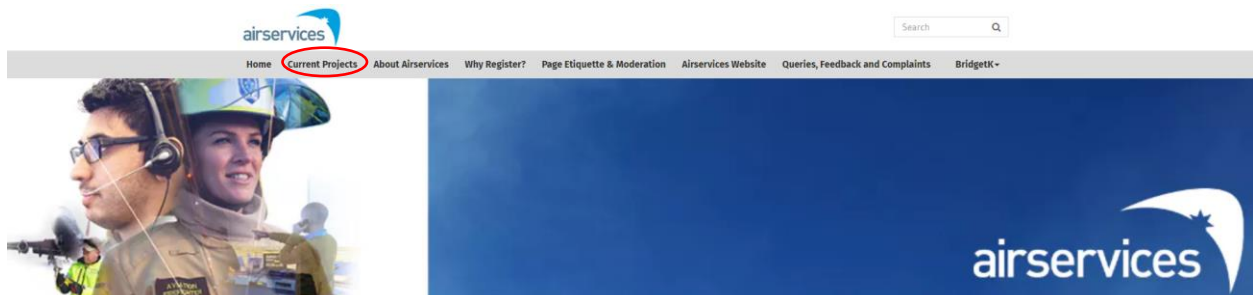 airservices
Search
Home Current Projects About Airservices Why Register? Page Etiquette & Moderation Airservices Website Queries, Feedback and Complaints BridgetK
airservices
AVIATION